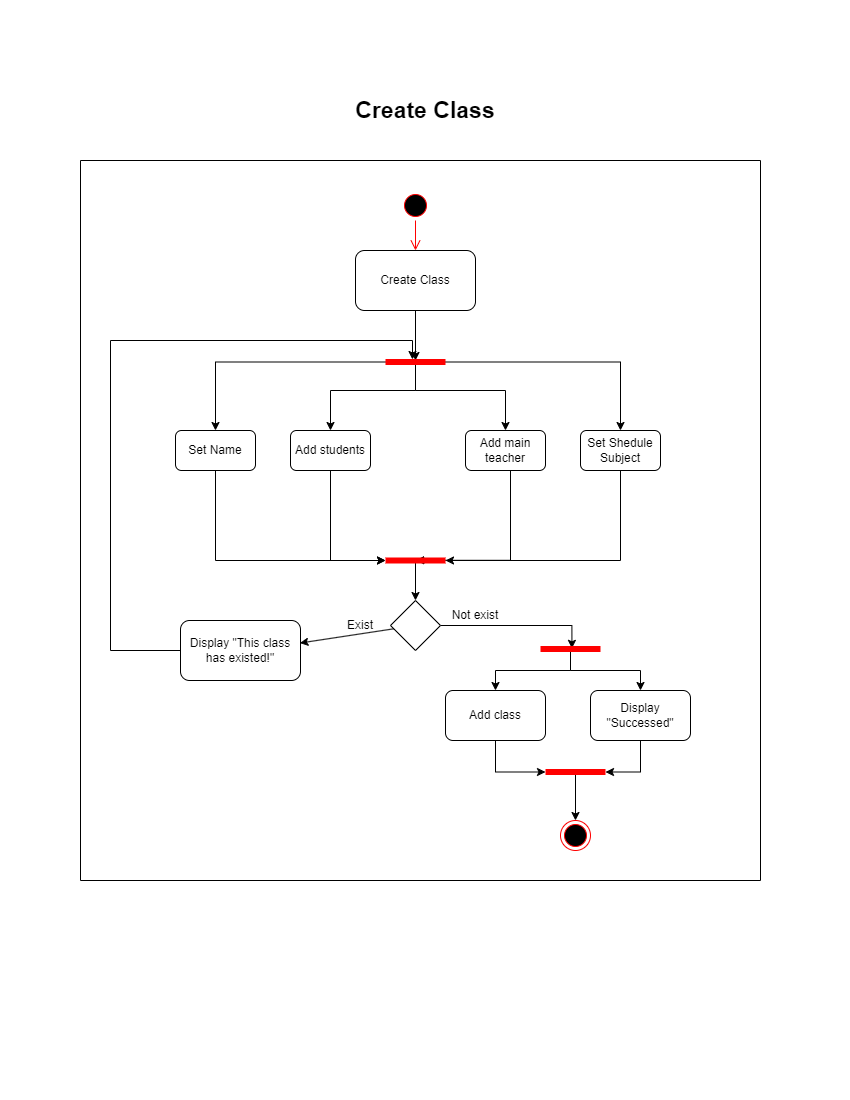 Create Class
Create Class
Set Name
Add students
Add main
teacher
Set Shedule
Subject
Exist
Not exist
Display "This class
has existed!"
Add class
Display
"Successed"